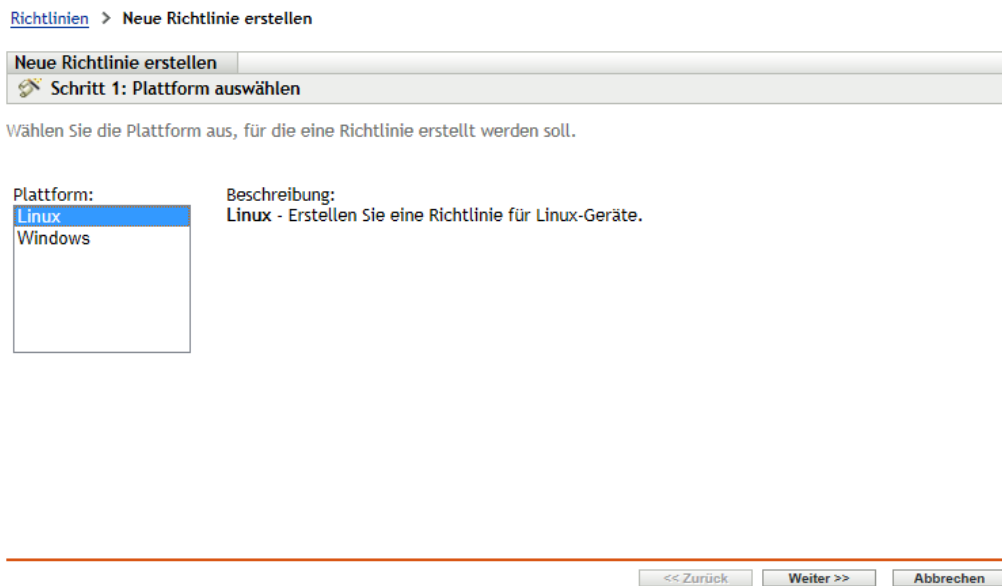 Richtlinien > Neue Richtlinie erstellen
Neue Richtlinie erstellen
Schritt 1: Plattform auswählen
Wählen Sie die Plattform aus, für die eine Richtlinie erstellt werden soll.
Plattform:
Linux
Windows
Beschreibung:
Linux - Erstellen Sie eine Richtlinie für Linux-Geräte.
<< Zurück
Weiter >>
Abbrechen